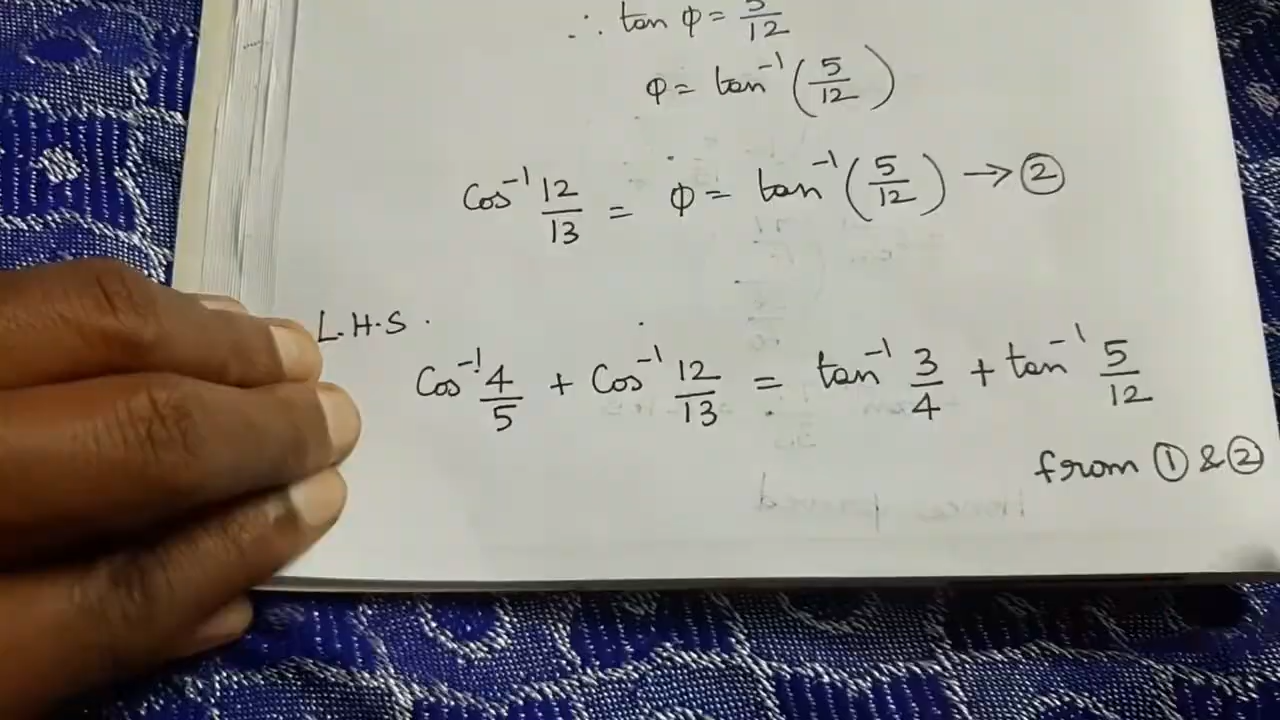 ∴ tan φ = 5/12
φ = tan⁻¹(5/12)
Cos⁻¹ 12/13 = φ = tan⁻¹(5/12) → ②
L.H.S.
Cos⁻¹ 4/5 + Cos⁻¹ 12/13 = tan⁻¹ 3/4 + tan⁻¹ 5/12
from ① & ②